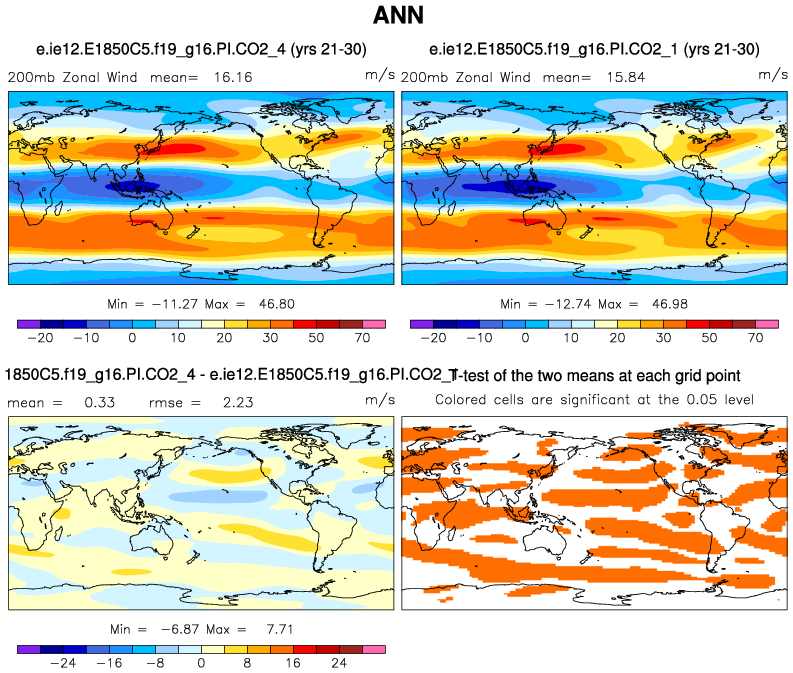 ANN
e.ie12.E1850C5.f19_g16.PI.CO2_4 (yrs 21-30)
e.ie12.E1850C5.f19_g16.PI.CO2_1 (yrs 21-30)
200mb Zonal Wind mean= 16.16 m/s
200mb Zonal Wind mean= 15.84 m/s
Min = -11.27 Max = 46.80
Min = -12.74 Max = 46.98
-20 -10 0 10 20 30 50 70
-20 -10 0 10 20 30 50 70
1850C5.f19_g16.PI.CO2_4 - e.ie12.E1850C5.f19_g16.PI.CO2_1
T-test of the two means at each grid point
mean = 0.33 rmse = 2.23 m/s
Colored cells are significant at the 0.05 level
Min = -6.87 Max = 7.71
-24 -16 -8 0 8 16 24